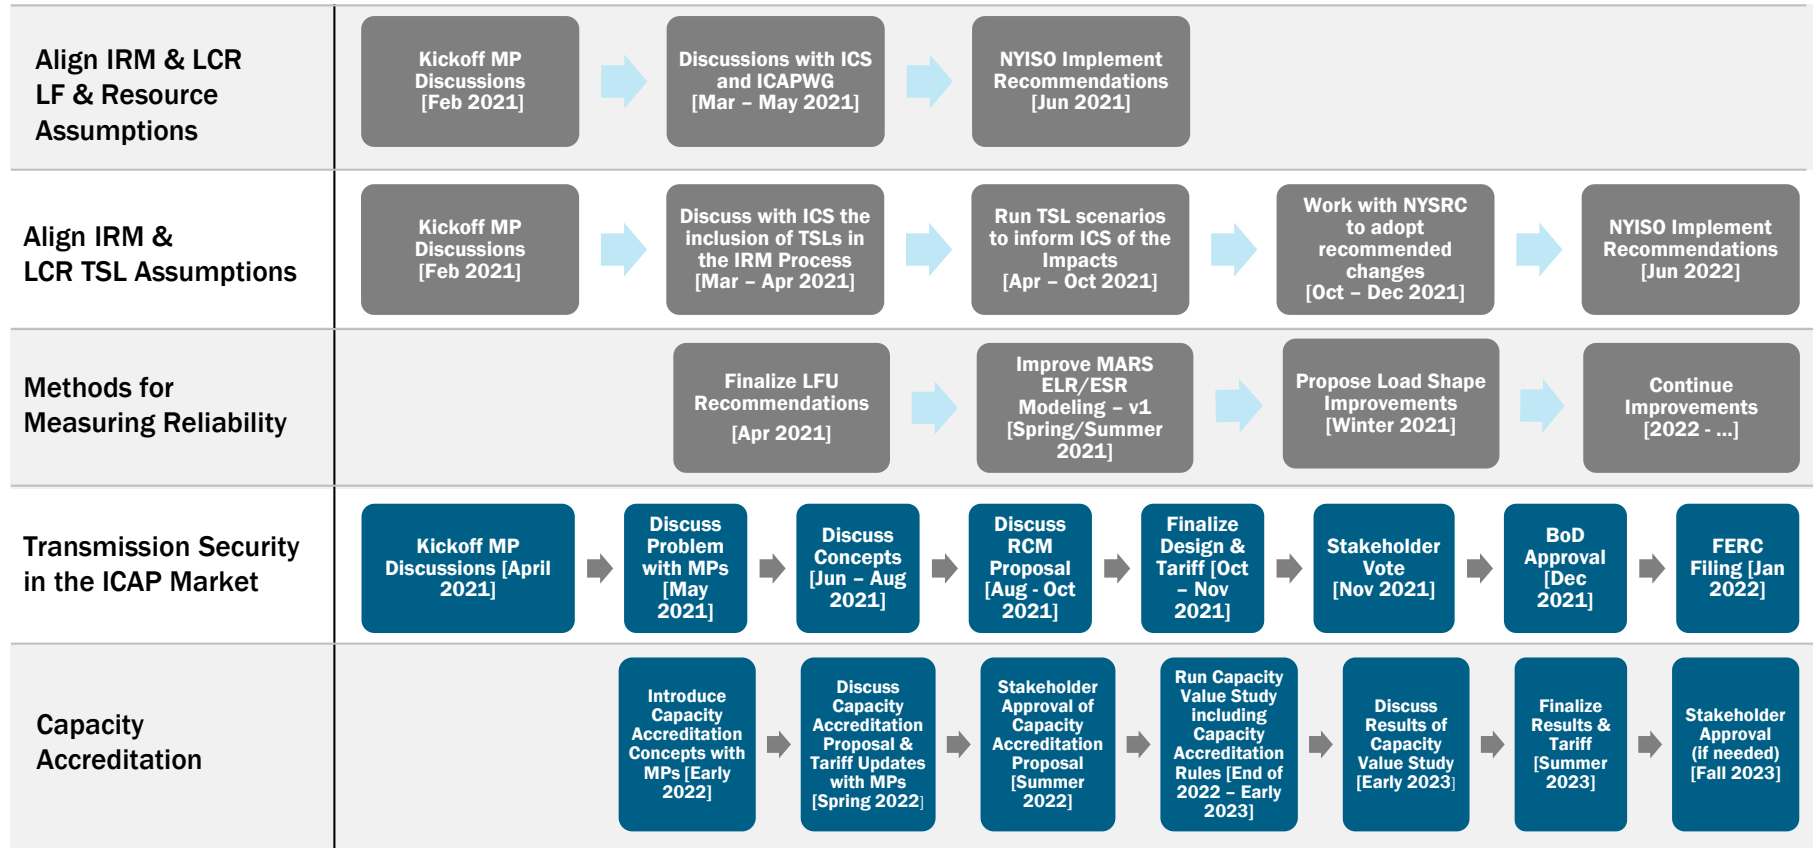 Align IRM & LCR
LF & Resource
Assumptions
Kickoff MP
Discussions
[Feb 2021]
Discussions with ICS
and ICAPWG
[Mar – May 2021]
NYISO Implement
Recommendations
[Jun 2021]
Align IRM &
LCR TSL Assumptions
Kickoff MP
Discussions
[Feb 2021]
Discuss with ICS the
inclusion of TSLs in
the IRM Process
[Mar – Apr 2021]
Run TSL scenarios
to inform ICS of the
Impacts
[Apr – Oct 2021]
Work with NYSRC
to adopt
recommended
changes
[Oct – Dec 2021]
NYISO Implement
Recommendations
[Jun 2022]
Methods for
Measuring Reliability
Finalize LFU
Recommendations
[Apr 2021]
Improve MARS
ELR/ESR
Modeling – v1
[Spring/Summer
2021]
Propose Load Shape
Improvements
[Winter 2021]
Continue
Improvements
[2022 - ...]
Transmission Security
in the ICAP Market
Kickoff MP
Discussions [April
2021]
Discuss
Problem
with MPs
[May
2021]
Discuss
Concepts
[Jun – Aug
2021]
Discuss
RCM
Proposal
[Aug - Oct
2021]
Finalize
Design &
Tariff [Oct
– Nov
2021]
Stakeholder
Vote
[Nov 2021]
BoD
Approval
[Dec
2021]
FERC
Filing [Jan
2022]
Capacity
Accreditation
Introduce
Capacity
Accreditation
Concepts with
MPs [Early
2022]
Discuss
Capacity
Accreditation
Proposal &
Tariff Updates
with MPs
[Spring 2022]
Stakeholder
Approval of
Capacity
Accreditation
Proposal
[Summer
2022]
Run Capacity
Value Study
including
Capacity
Accreditation
Rules [End of
2022 – Early
2023]
Discuss
Results of
Capacity
Value Study
[Early 2023]
Finalize
Results &
Tariff
[Summer
2023]
Stakeholder
Approval
(if needed)
[Fall 2023]